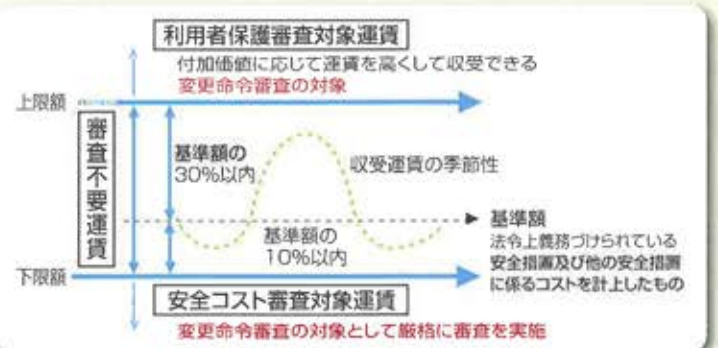 利用者保護審査対象運賃
付加価値に応じて運賃を高くして収受できる
変更命令審査の対象
上限額
審査不要運賃
基準額の
30%以内
収受運賃の季節性
基準額の
10%以内
基準額
法令上義務づけられている
安全措置及び他の安全措置
に係るコストを計上したもの
下限額
安全コスト審査対象運賃
変更命令審査の対象として厳格に審査を実施